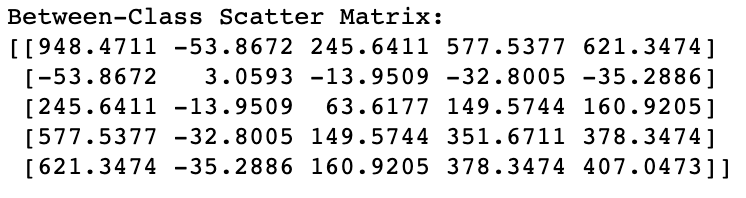 Between-Class Scatter Matrix:
[[948.4711 -53.8672 245.6411 577.5377 621.3474]
[-53.8672 3.0593 -13.9509 -32.8005 -35.2886]
[245.6411 -13.9509 63.6177 149.5744 160.9205]
[577.5377 -32.8005 149.5744 351.6711 378.3474]
[621.3474 -35.2886 160.9205 378.3474 407.0473]]